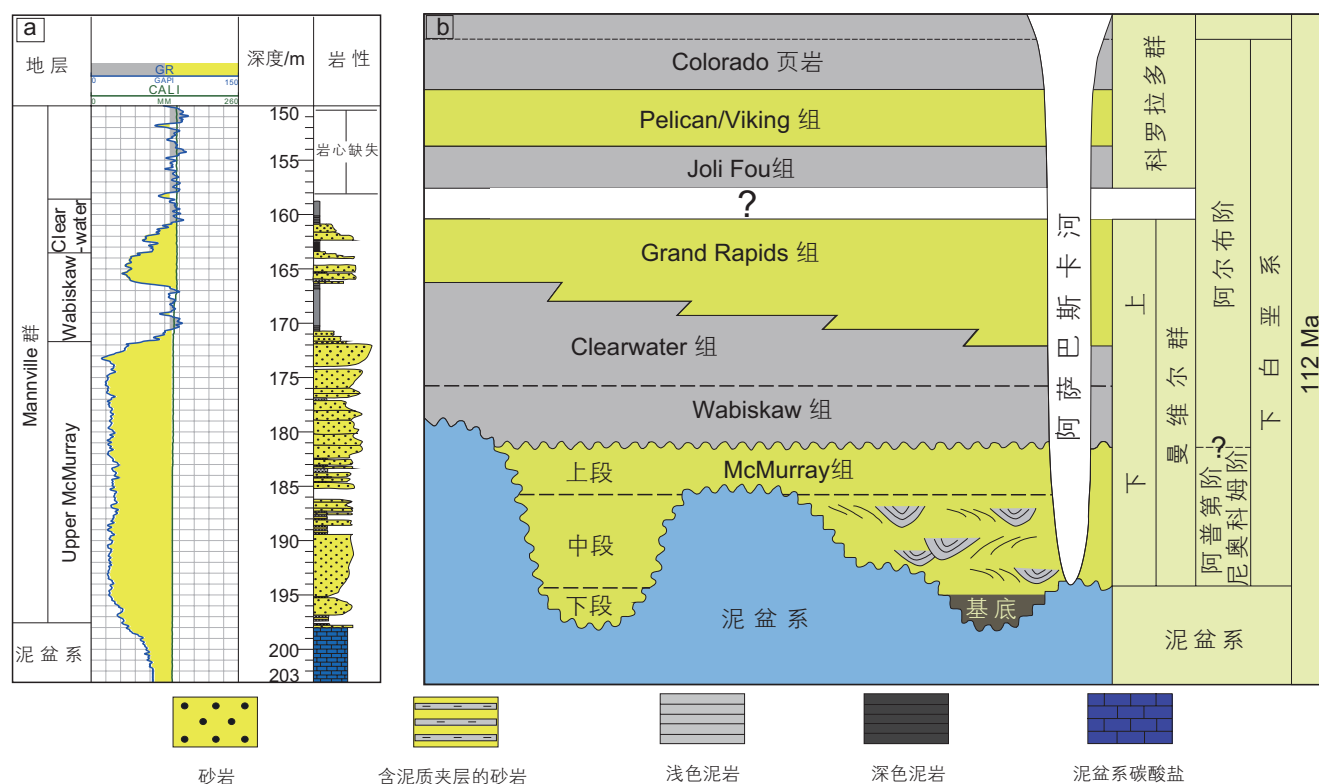 a
地层
GR
0 GAPI 150
CALI
0 MM 260
深度/m
岩性
Mannville 群
Clear-water
Wabiskaw
Upper McMurray
泥盆系
150
155
160
165
170
175
180
185
190
195
200
203
岩心缺失
b
Colorado 页岩
Pelican/Viking 组
Joli Fou组
?
Grand Rapids 组
Clearwater 组
Wabiskaw 组
上段
McMurray组
中段
下段
基底
泥盆系
阿萨巴斯卡河
科罗拉多群
上
下
曼维尔群
阿尔布阶
?
阿普第阶
尼奥科姆阶
下白垩系
112 Ma
泥盆系
砂岩
含泥质夹层的砂岩
浅色泥岩
深色泥岩
泥盆系碳酸盐